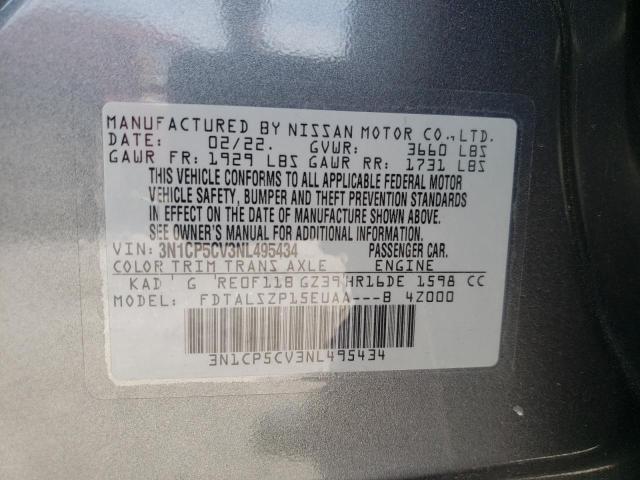 MANUFACTURED BY NISSAN MOTOR CO., LTD.
DATE: 02/22. GVWR: 3660 LBS
GAWR FR: 1929 LBS GAWR RR: 1731 LBS
THIS VEHICLE CONFORMS TO ALL APPLICABLE FEDERAL MOTOR
VEHICLE SAFETY, BUMPER AND THEFT PREVENTION STANDARDS
IN EFFECT ON THE DATE OF MANUFACTURE SHOWN ABOVE.
SEE OWNER'S MANUAL FOR ADDITIONAL INFORMATION.
VIN: 3N1CP5CV3NL495434 PASSENGER CAR.
COLOR TRIM TRANS AXLE ENGINE
KAD G RE0F11B GZ39 HR16DE 1598 CC
MODEL: FDTALSZP15EUAA---B 4Z000
3N1CP5CV3NL495434